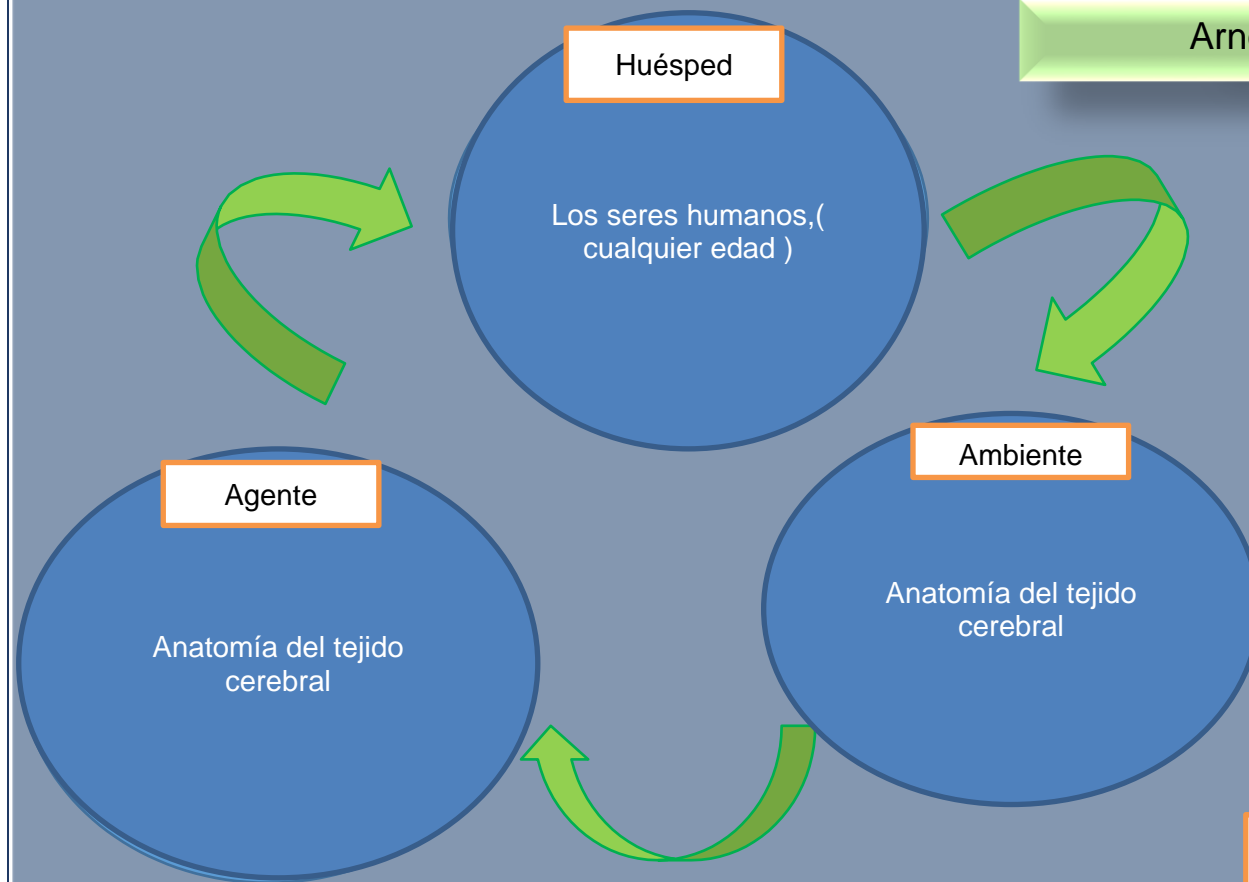 Arn
Huésped
Los seres humanos,(
cualquier edad )
Ambiente
Agente
Anatomía del tejido
cerebral
Anatomía del tejido
cerebral